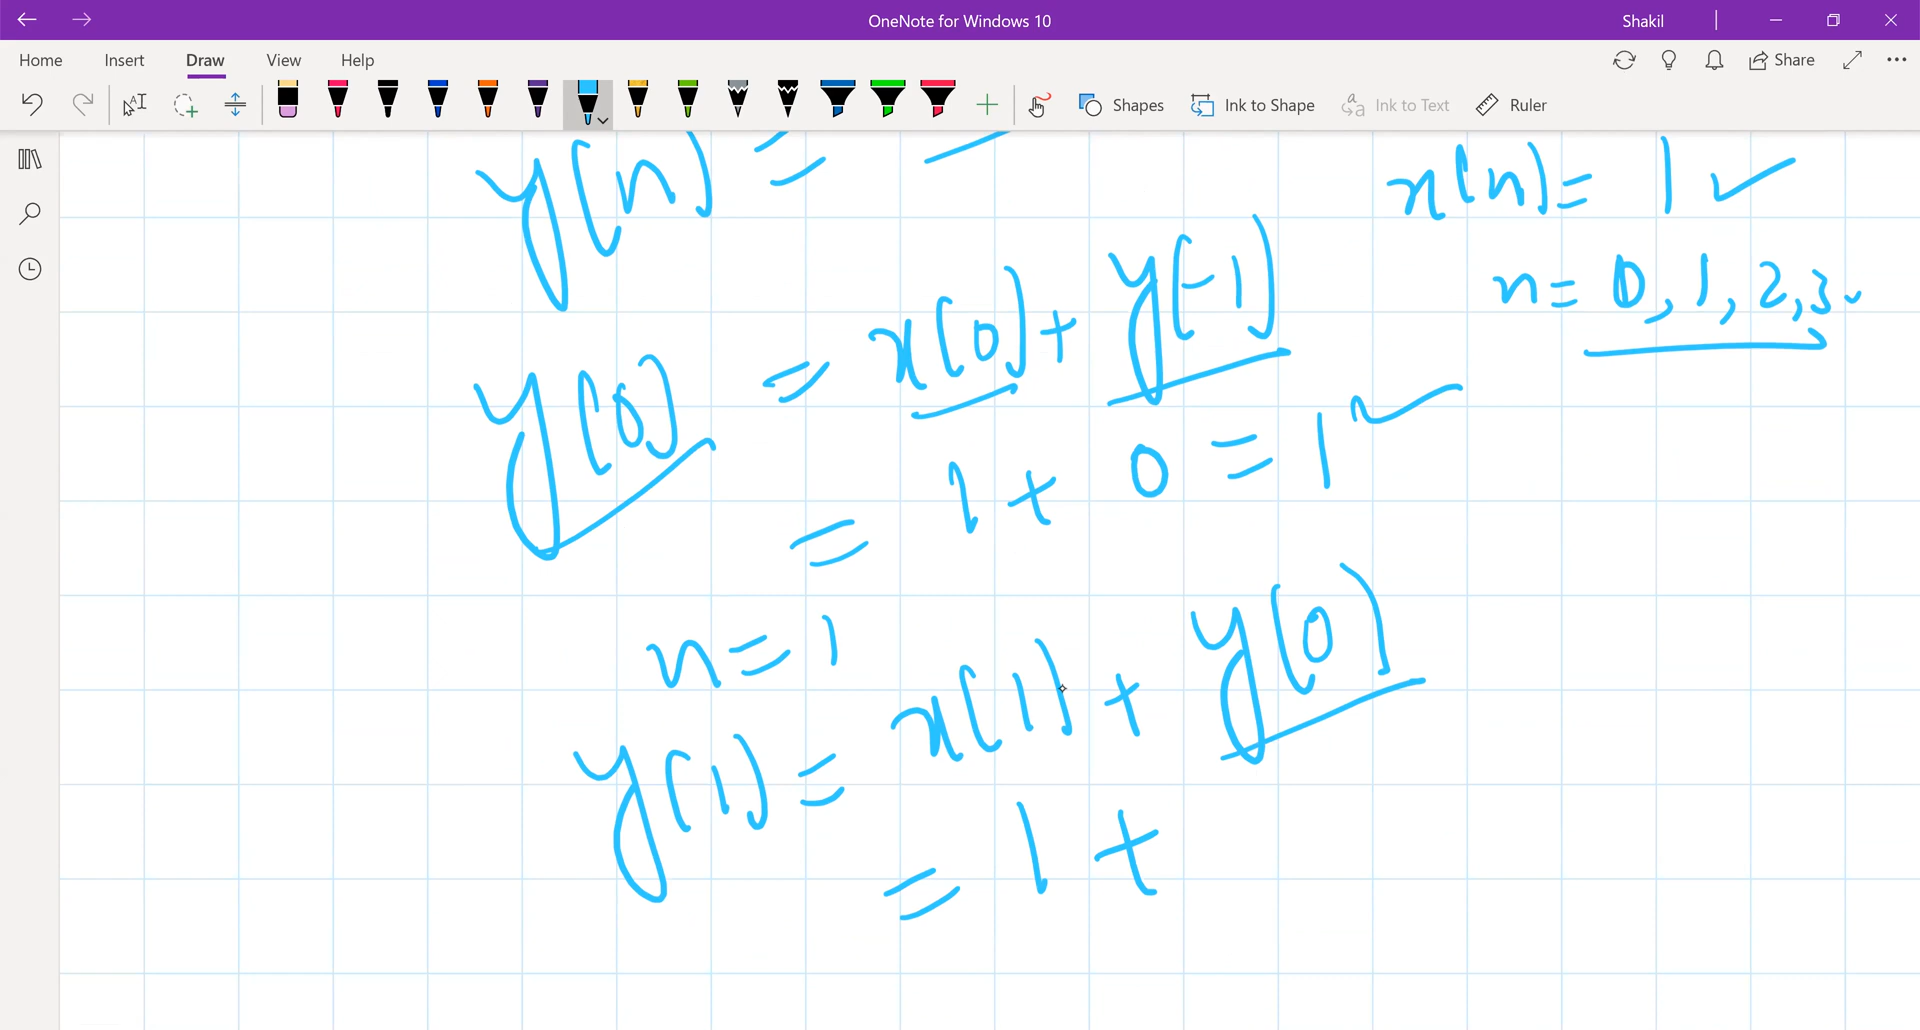 OneNote for Windows 10
Shakil
Home Insert Draw View Help
Share
Shapes Ink to Shape Ink to Text Ruler
y(n) =
x(n) = 1 ✓
n = 0, 1, 2, 3
y(0) = x(0) + y(-1)
= 1 + 0 = 1 ✓
n = 1
y(1) = x(1) + y(0)
= 1 +